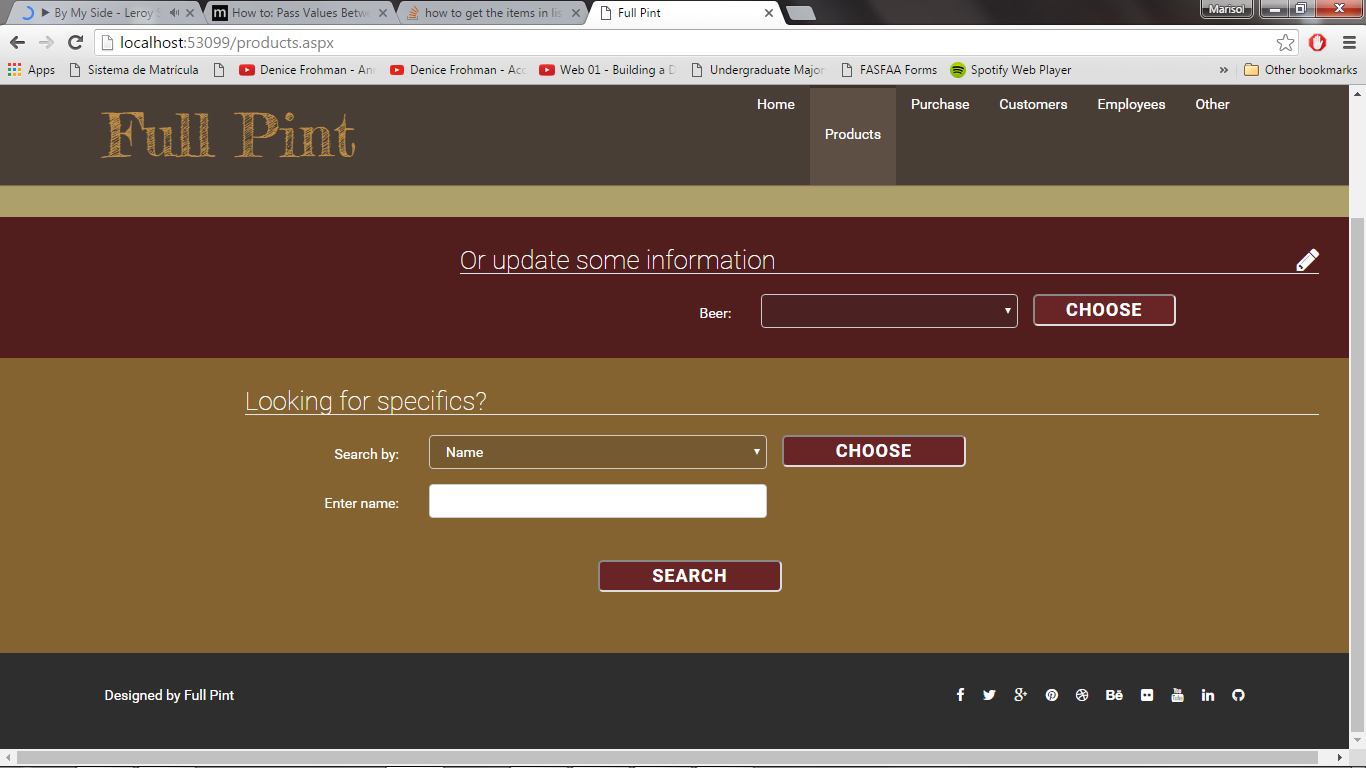 By My Side - Leroy S
How to: Pass Values Betwe
how to get the items in lis
Full Pint
Marisol
localhost:53099/products.aspx
Apps
Sistema de Matrícula
Denice Frohman - Ann
Denice Frohman - Acc
Web 01 - Building a D
Undergraduate Major
FASFAA Forms
Spotify Web Player
»
Other bookmarks
Full Pint
Home
Products
Purchase
Customers
Employees
Other
Or update some information
Beer:
CHOOSE
Looking for specifics?
Search by:
Name
CHOOSE
Enter name:
SEARCH
Designed by Full Pint